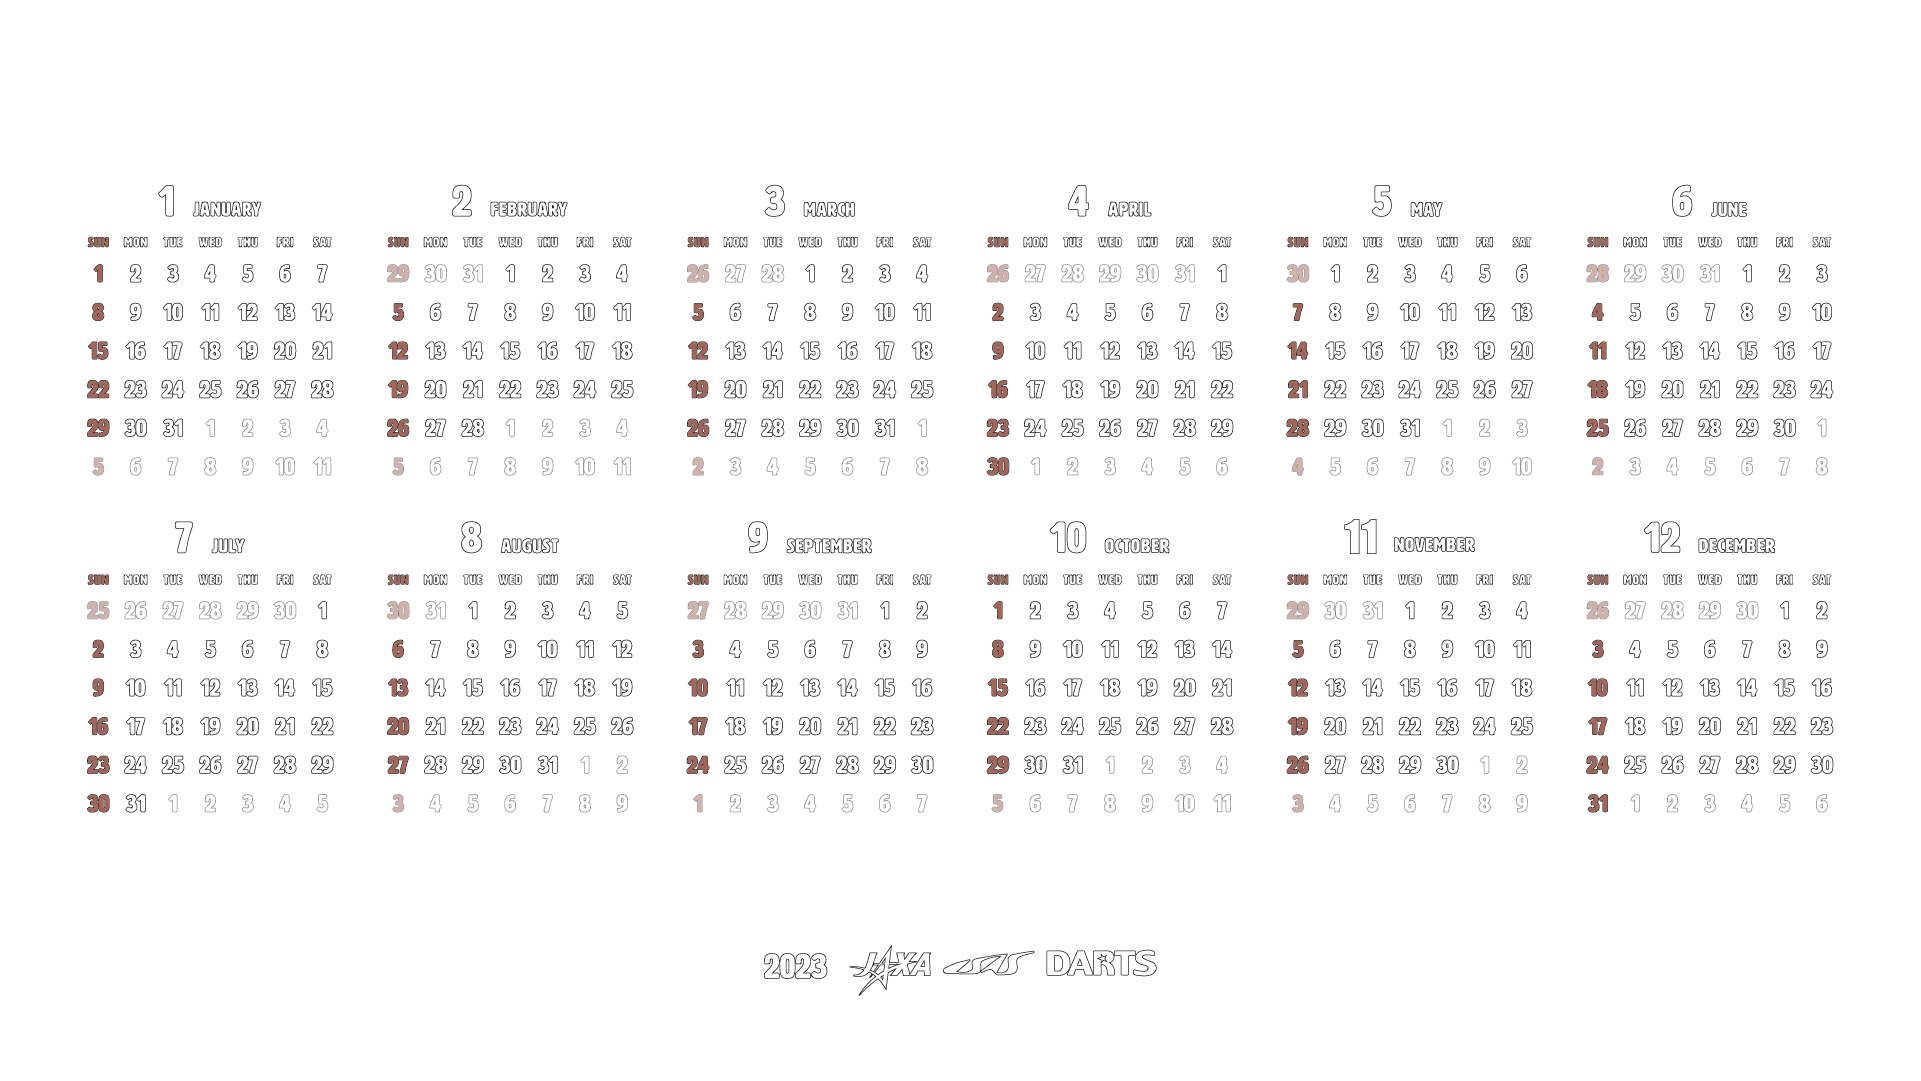 1 JANUARY
SUN MON TUE WED THU FRI SAT
1 2 3 4 5 6 7
8 9 10 11 12 13 14
15 16 17 18 19 20 21
22 23 24 25 26 27 28
29 30 31 1 2 3 4
5 6 7 8 9 10 11
2 FEBRUARY
SUN MON TUE WED THU FRI SAT
29 30 31 1 2 3 4
5 6 7 8 9 10 11
12 13 14 15 16 17 18
19 20 21 22 23 24 25
26 27 28 1 2 3 4
5 6 7 8 9 10 11
3 MARCH
SUN MON TUE WED THU FRI SAT
26 27 28 1 2 3 4
5 6 7 8 9 10 11
12 13 14 15 16 17 18
19 20 21 22 23 24 25
26 27 28 29 30 31 1
2 3 4 5 6 7 8
4 APRIL
SUN MON TUE WED THU FRI SAT
26 27 28 29 30 31 1
2 3 4 5 6 7 8
9 10 11 12 13 14 15
16 17 18 19 20 21 22
23 24 25 26 27 28 29
30 1 2 3 4 5 6
5 MAY
SUN MON TUE WED THU FRI SAT
30 1 2 3 4 5 6
7 8 9 10 11 12 13
14 15 16 17 18 19 20
21 22 23 24 25 26 27
28 29 30 31 1 2 3
4 5 6 7 8 9 10
6 JUNE
SUN MON TUE WED THU FRI SAT
28 29 30 31 1 2 3
4 5 6 7 8 9 10
11 12 13 14 15 16 17
18 19 20 21 22 23 24
25 26 27 28 29 30 1
2 3 4 5 6 7 8
7 JULY
SUN MON TUE WED THU FRI SAT
25 26 27 28 29 30 1
2 3 4 5 6 7 8
9 10 11 12 13 14 15
16 17 18 19 20 21 22
23 24 25 26 27 28 29
30 31 1 2 3 4 5
8 AUGUST
SUN MON TUE WED THU FRI SAT
30 31 1 2 3 4 5
6 7 8 9 10 11 12
13 14 15 16 17 18 19
20 21 22 23 24 25 26
27 28 29 30 31 1 2
3 4 5 6 7 8 9
9 SEPTEMBER
SUN MON TUE WED THU FRI SAT
27 28 29 30 31 1 2
3 4 5 6 7 8 9
10 11 12 13 14 15 16
17 18 19 20 21 22 23
24 25 26 27 28 29 30
1 2 3 4 5 6 7
10 OCTOBER
SUN MON TUE WED THU FRI SAT
1 2 3 4 5 6 7
8 9 10 11 12 13 14
15 16 17 18 19 20 21
22 23 24 25 26 27 28
29 30 31 1 2 3 4
5 6 7 8 9 10 11
11 NOVEMBER
SUN MON TUE WED THU FRI SAT
29 30 31 1 2 3 4
5 6 7 8 9 10 11
12 13 14 15 16 17 18
19 20 21 22 23 24 25
26 27 28 29 30 1 2
3 4 5 6 7 8 9
12 DECEMBER
SUN MON TUE WED THU FRI SAT
26 27 28 29 30 1 2
3 4 5 6 7 8 9
10 11 12 13 14 15 16
17 18 19 20 21 22 23
24 25 26 27 28 29 30
31 1 2 3 4 5 6
2023 JAXA ISAS DARTS